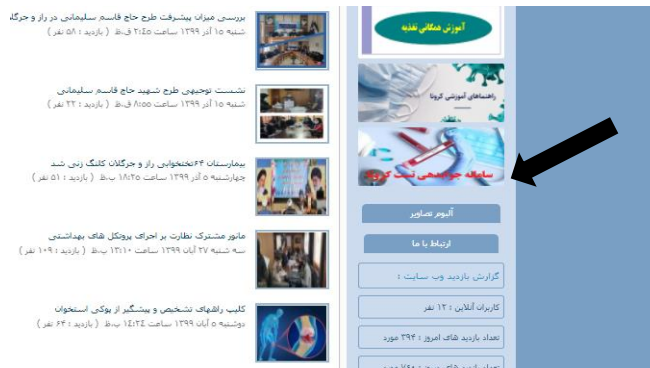 بررسی میزان پیشرفت طرح حاج قاسم سلیمانی در راز و جرگلا
شنبه ۱۵ آذر ۱۳۹۹ ساعت ۲:٤٥ ق.ظ ( بازدید : ۵۸ نفر )
نشست توجیهی طرح شهید حاج قاسم سلیمانی
شنبه ۱۵ آذر ۱۳۹۹ ساعت ۸:۵۵ ق.ظ ( بازدید : ۲۲ نفر )
بیمارستان ۶۴تختخوابی راز و جرگلان کلنگ زنی شد
چهارشنبه ۵ آذر ۱۳۹۹ ساعت ۱۸:۲۵ ب.ظ ( بازدید : ۵۱ نفر )
مانور مشترک نظارت بر اجرای پروتکل های بهداشتی
سه شنبه ۲۷ آبان ۱۳۹۹ ساعت ۱۳:۱۰ ب.ظ ( بازدید : ۱۰۹ نفر )
کلیپ راههای تشخیص و پیشگیر از پوکی استخوان
دوشنبه ۵ آبان ۱۳۹۹ ساعت ۱٤:۲٤ ب.ظ ( بازدید : ۶۴ نفر )
آموزش همگانی تغذیه
راهنماهای آموزشی کرونا
سامانه جوابدهی تست کرونا
آلبوم تصاویر
ارتباط با ما
گزارش بازدید وب سایت :
کاربران آنلاین : ۱۲ نفر
تعداد بازدید های امروز : ۳۹۴ مورد